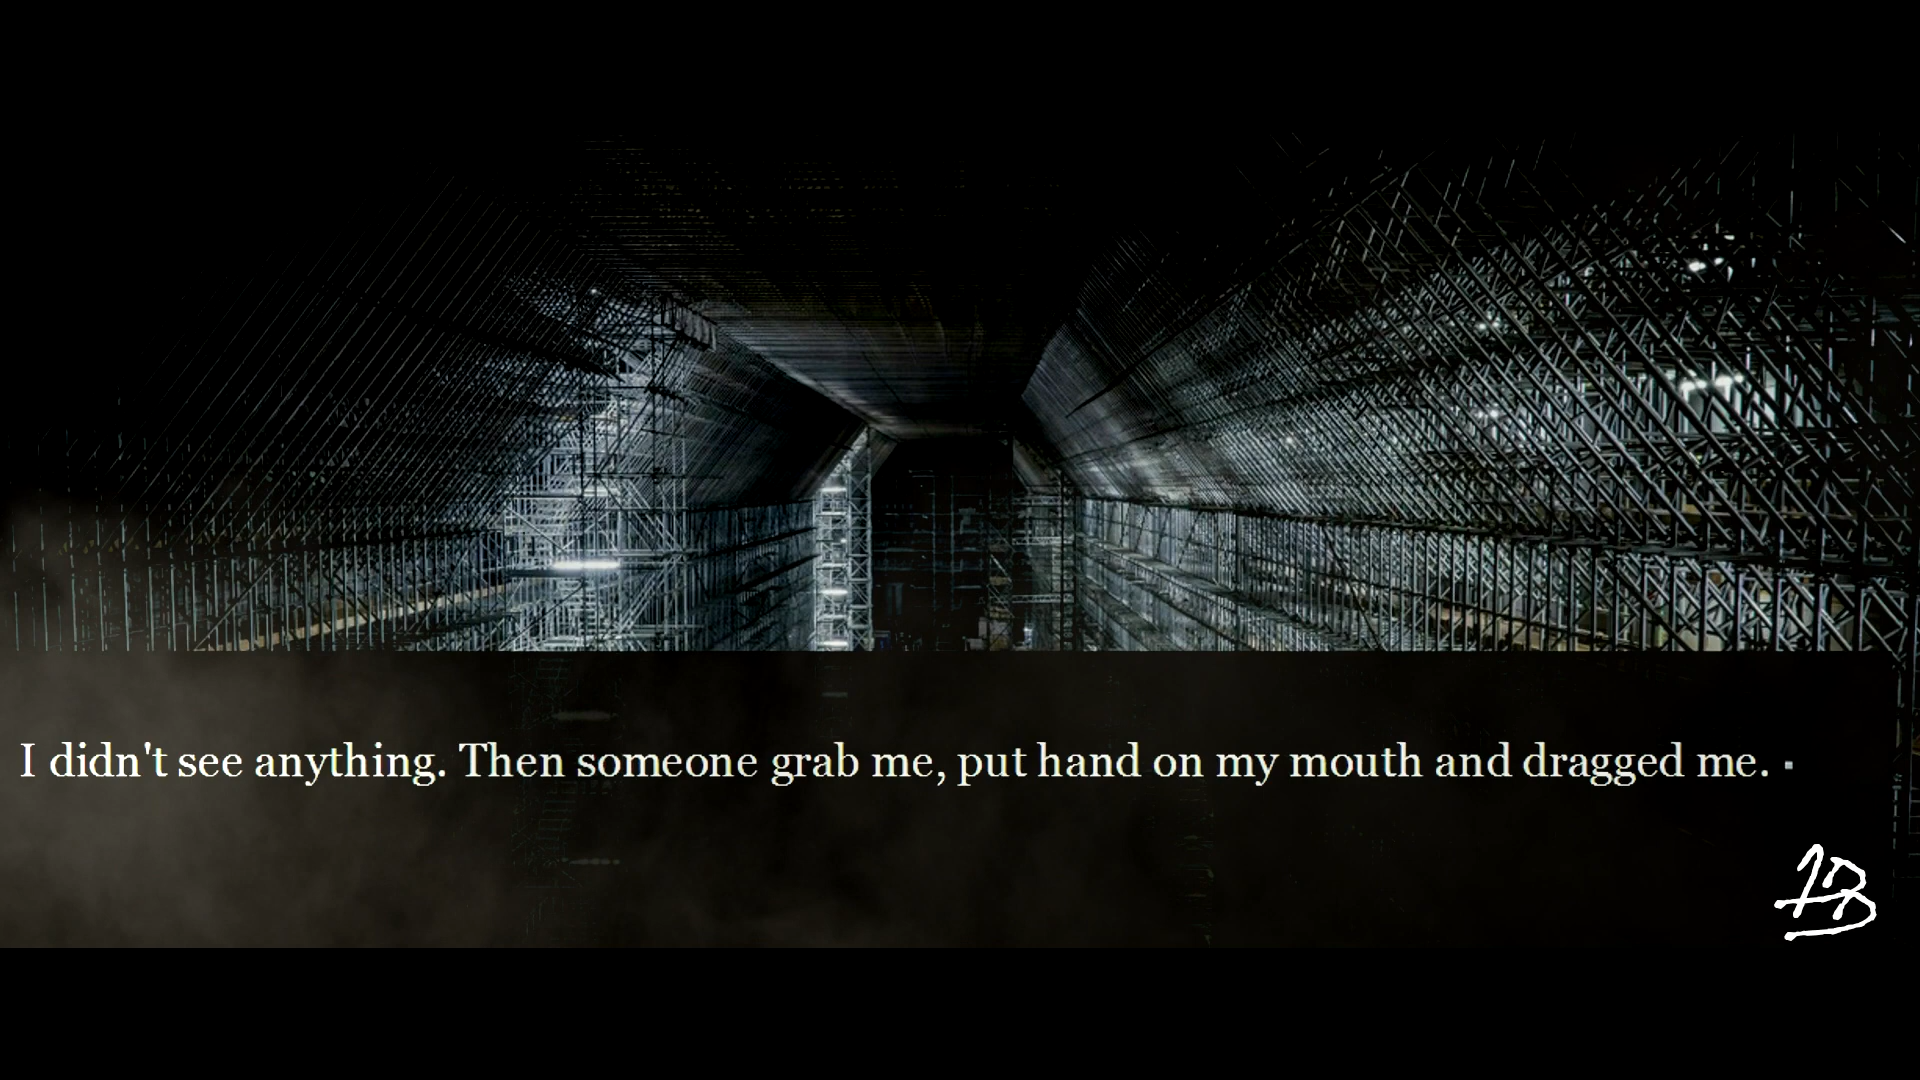 I didn't see anything. Then someone grab me, put hand on my mouth and dragged me.